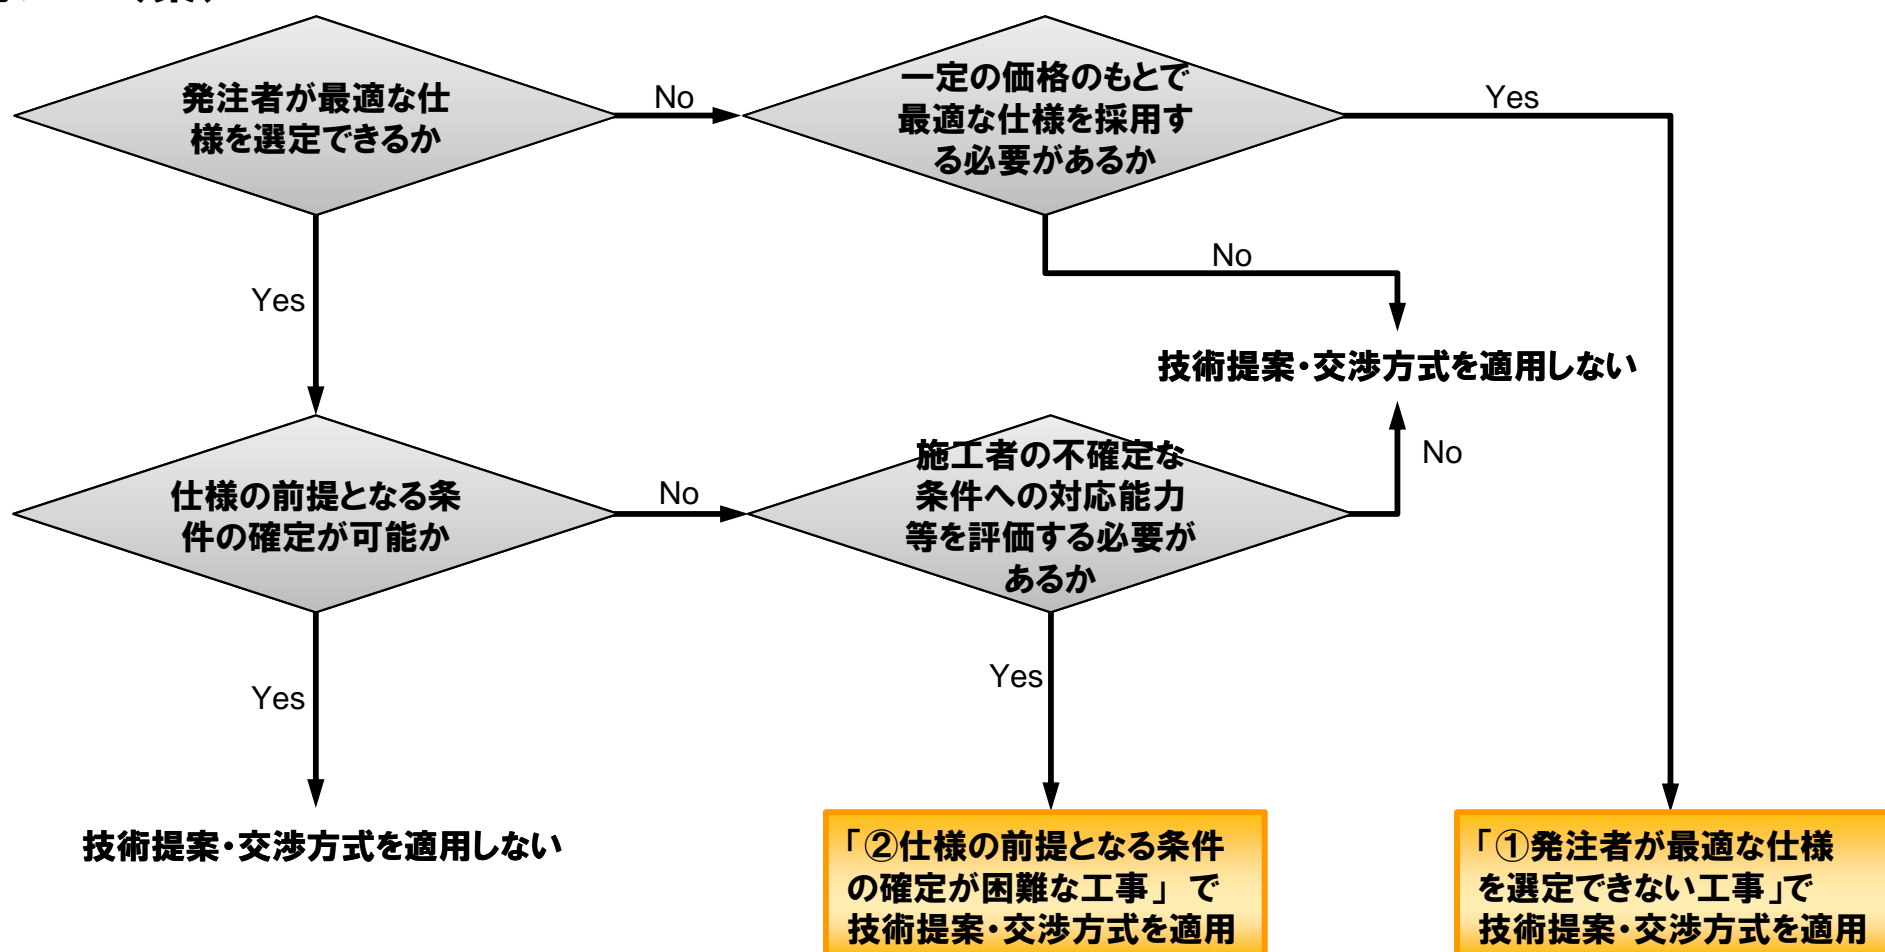 発注者が最適な仕
様を選定できるか
No
一定の価格のもとで
最適な仕様を採用す
る必要があるか
Yes
No
Yes
技術提案・交渉方式を適用しない
仕様の前提となる条
件の確定が可能か
No
施工者の不確定な
条件への対応能力
等を評価する必要が
あるか
No
Yes
Yes
技術提案・交渉方式を適用しない
「②仕様の前提となる条件
の確定が困難な工事」 で
技術提案・交渉方式を適用
「①発注者が最適な仕様
を選定できない工事」で
技術提案・交渉方式を適用